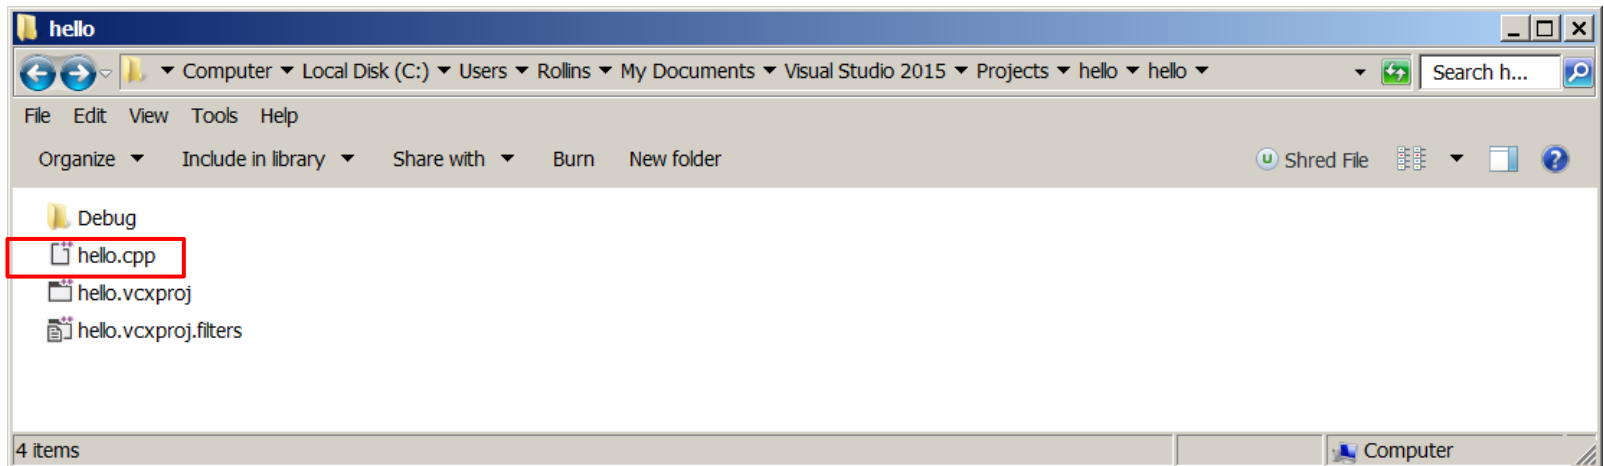 hello
Computer Local Disk (C:) Users Rollins My Documents Visual Studio 2015 Projects hello hello Search h...
File Edit View Tools Help
Organize Include in library Share with Burn New folder Shred File
Debug
hello.cpp
hello.vcxproj
hello.vcxproj.filters
4 items Computer